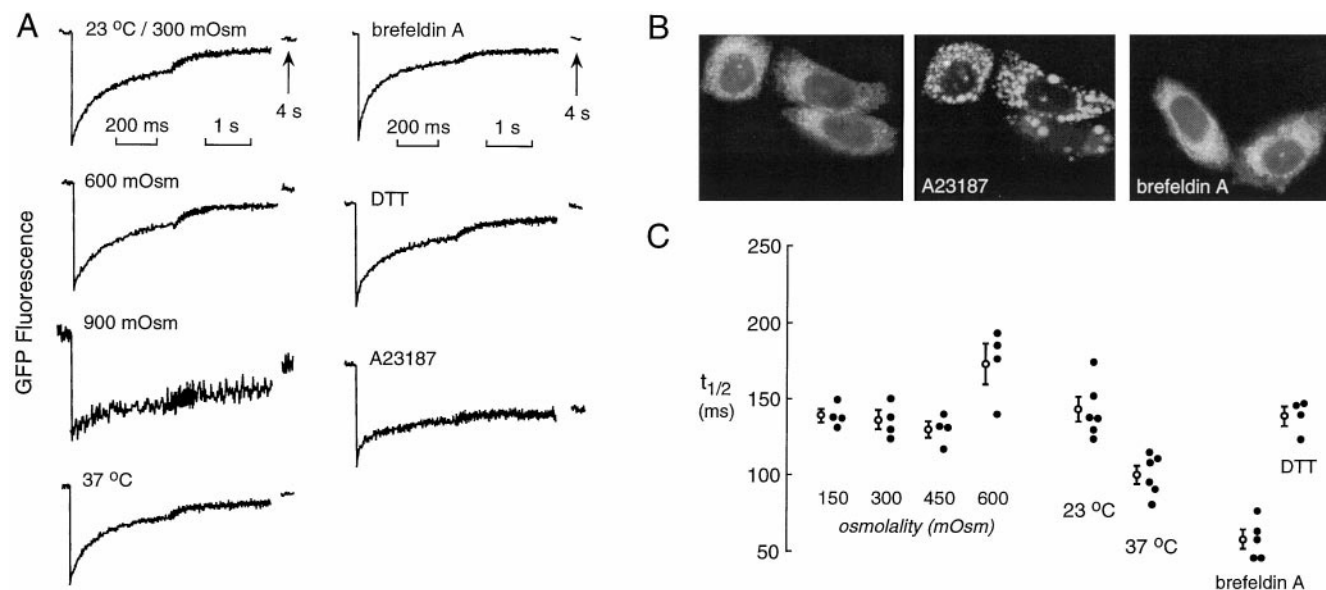 A
GFP Fluorescence
23 °C / 300 mOsm
200 ms
1 s
4 s
600 mOsm
900 mOsm
37 °C
brefeldin A
200 ms
1 s
4 s
DTT
A23187
B
A23187
brefeldin A
C
t1/2
(ms)
250
200
150
100
50
150 300 450 600
osmolality (mOsm)
23 °C
37 °C
brefeldin A
DTT